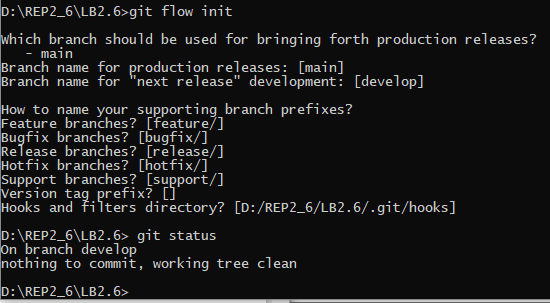 D:\REP2_6\LB2.6>git flow init
Which branch should be used for bringing forth production releases?
- main
Branch name for production releases: [main]
Branch name for "next release" development: [develop]
How to name your supporting branch prefixes?
Feature branches? [feature/]
Bugfix branches? [bugfix/]
Release branches? [release/]
Hotfix branches? [hotfix/]
Support branches? [support/]
Version tag prefix? []
Hooks and filters directory? [D:/REP2_6/LB2.6/.git/hooks]
D:\REP2_6\LB2.6> git status
On branch develop
nothing to commit, working tree clean
D:\REP2_6\LB2.6>